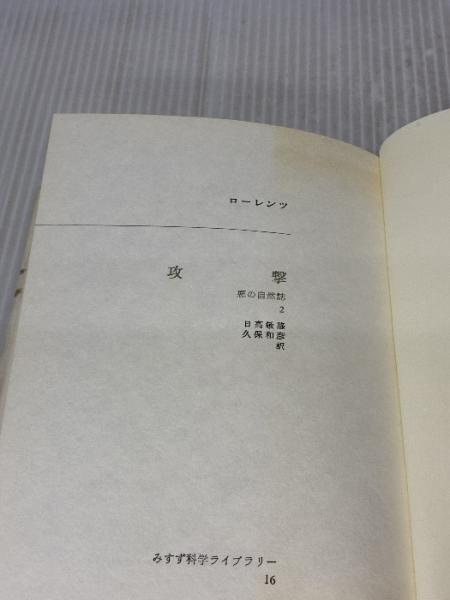 ローレンツ
攻撃
悪の自然誌
2
日高敏隆
久保和彦
訳
みすず科学ライブラリー
16